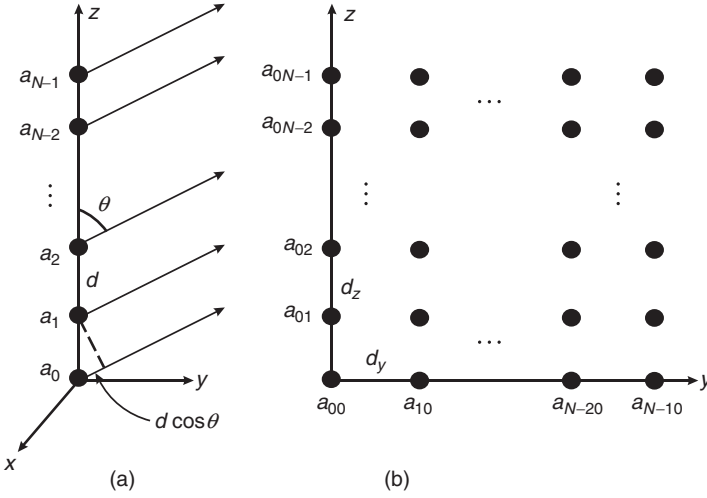 z
a_{N–1}
a_{N–2}
⋮
θ
a_2
d
a_1
a_0
y
d cosθ
x
(a)
z
a_{0N–1}
...
a_{0N–2}
⋮ ⋮
a_{02}
d_z
a_{01}
...
d_y
y
a_{00} a_{10} a_{N–20} a_{N–10}
(b)